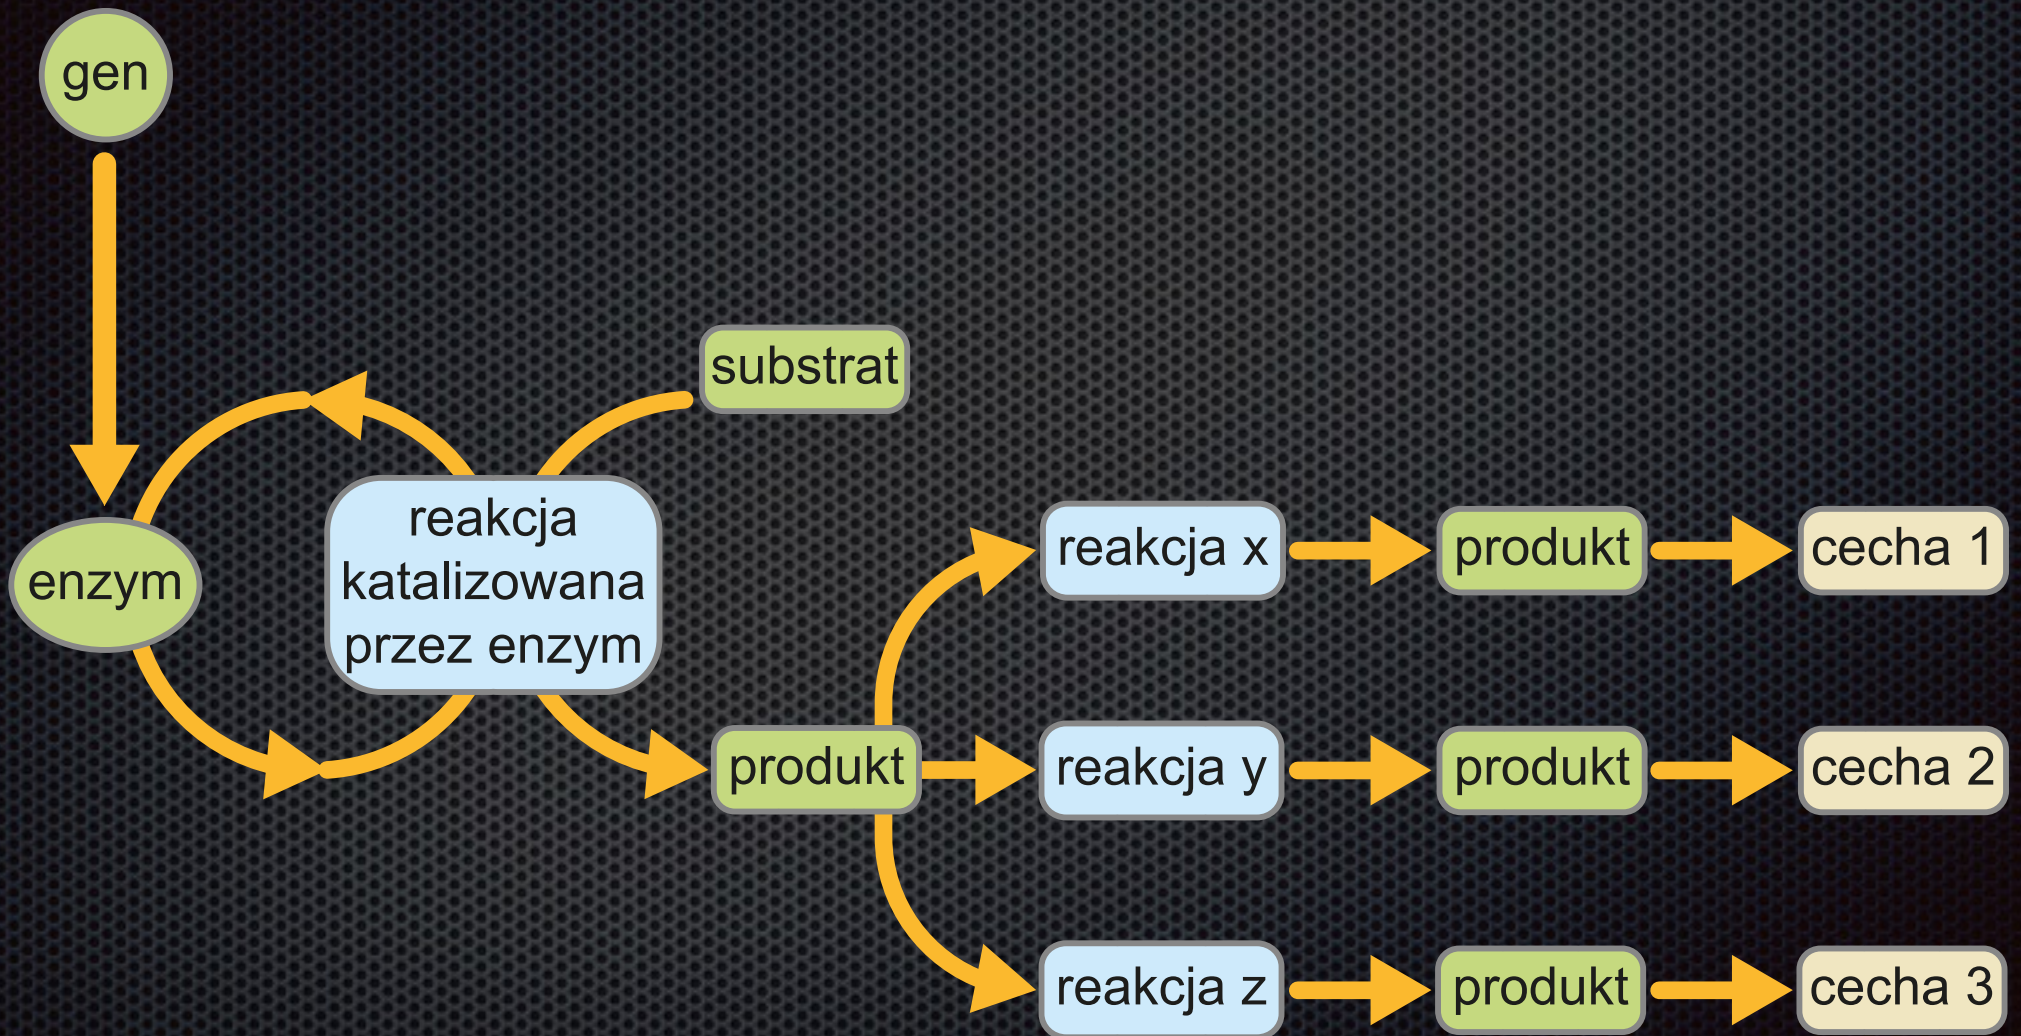 gen
substrat
enzym
reakcja
katalizowana
przez enzym
produkt
reakcja x
produkt
cecha 1
reakcja y
produkt
cecha 2
reakcja z
produkt
cecha 3